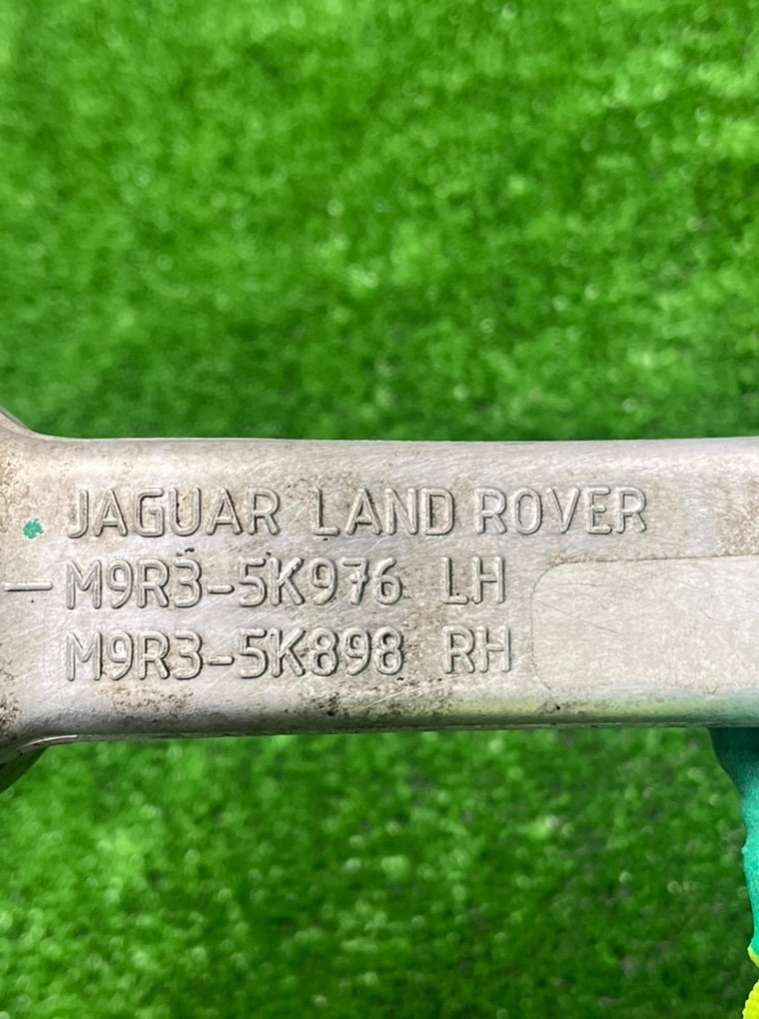 JAGUAR LAND ROVER
M9R3-5K976 LH
M9R3-5K898 RH